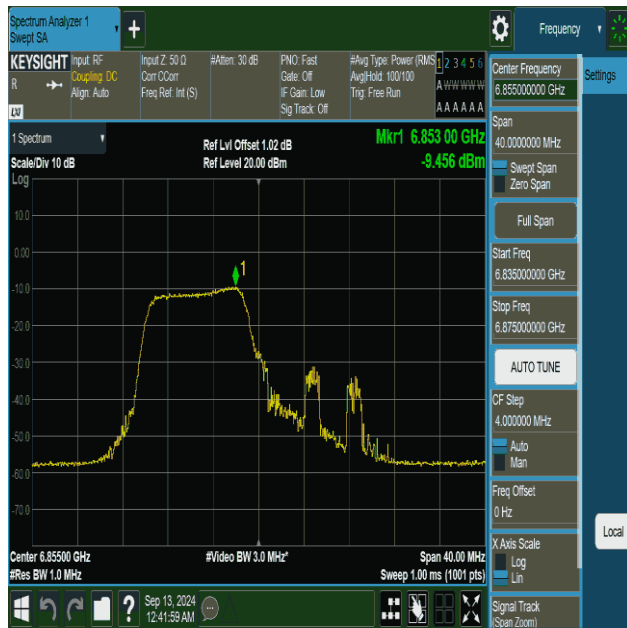 Spectrum Analyzer 1
Swept SA
+
Frequency
KEYSIGHT
R
LXI
Input: RF
Coupling: DC
Align: Auto
Input Z: 50 Ω
Corr CCorr
Freq Ref: Int (S)
#Atten: 30 dB
PNO: Fast
Gate: Off
IF Gain: Low
Sig Track: Off
#Avg Type: Power (RMS
Avg|Hold: 100/100
Trig: Free Run
1 2 3 4 5 6
A W W W W W
A A A A A A
Center Frequency
6.855000000 GHz
Settings
1 Spectrum
Scale/Div 10 dB
Ref Lvl Offset 1.02 dB
Ref Level 20.00 dBm
Mkr1 6.853 00 GHz
-9.456 dBm
Span
40.0000000 MHz
Swept Span
Zero Span
Full Span
Start Freq
6.835000000 GHz
Stop Freq
6.875000000 GHz
AUTO TUNE
CF Step
4.000000 MHz
Auto
Man
Freq Offset
0 Hz
X Axis Scale
Log
Lin
Signal Track
(Span Zoom)
Local
Log
10.0
0.00
-10.0
-20.0
-30.0
-40.0
-50.0
-60.0
-70.0
1
Center 6.85500 GHz
#Res BW 1.0 MHz
#Video BW 3.0 MHz*
Span 40.00 MHz
Sweep 1.00 ms (1001 pts)
?
Sep 13, 2024
12:41:59 AM